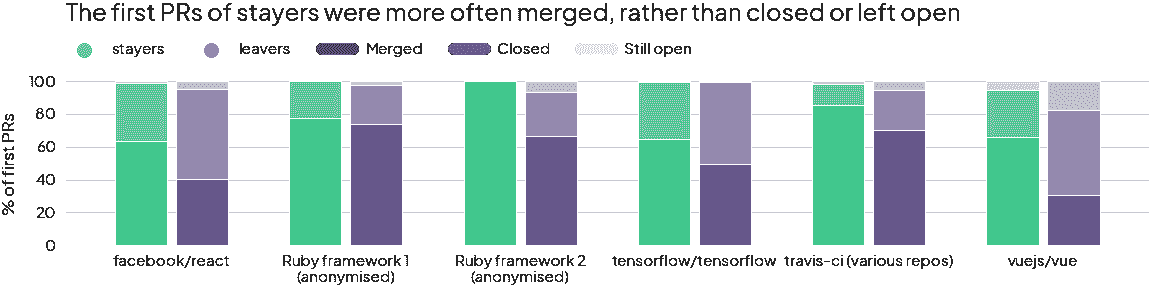 The first PRs of stayers were more often merged, rather than closed or left open
stayers leavers Merged Closed Still open
% of first PRs
100
80
60
40
20
0
facebook/react
Ruby framework 1
(anonymised)
Ruby framework 2
(anonymised)
tensorflow/tensorflow
travis-ci (various repos)
vuejs/vue